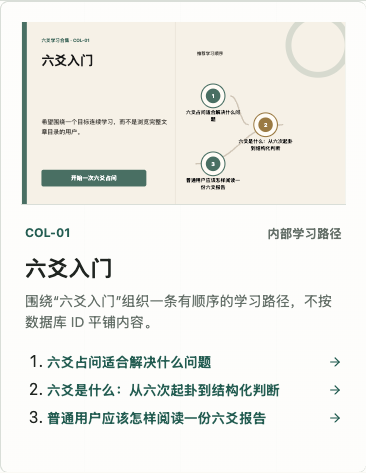 六爻学习合集 · COL-01
六爻入门
希望围绕一个目标连续学习，而不是浏览完整文
章目录的用户。
开始一次六爻占问
推荐学习顺序
1
六爻占问适合解决什么问
题
2
六爻是什么：从六次起卦
到结构化判断
3
普通用户应该怎样阅读一
份六爻报告
COL-01
内部学习路径
六爻入门
围绕“六爻入门”组织一条有顺序的学习路径，不按
数据库 ID 平铺内容。
1. 六爻占问适合解决什么问题 →
2. 六爻是什么：从六次起卦到结构化判断 →
3. 普通用户应该怎样阅读一份六爻报告 →